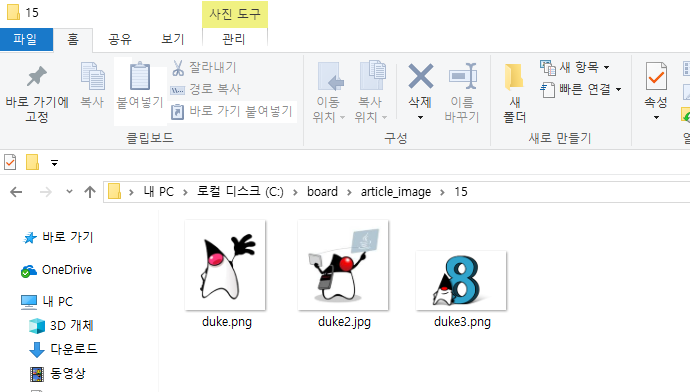 15
사진 도구
파일 홈 공유 보기 관리
바로 가기에 고정
복사
붙여넣기
잘라내기
경로 복사
바로 가기 붙여넣기
클립보드
이동 위치
복사 위치
삭제
이름 바꾸기
구성
새 폴더
새 항목
빠른 연결
새로 만들기
속성
내 PC > 로컬 디스크 (C:) > board > article_image > 15
바로 가기
OneDrive
내 PC
3D 개체
다운로드
동영상
duke.png duke2.jpg duke3.png